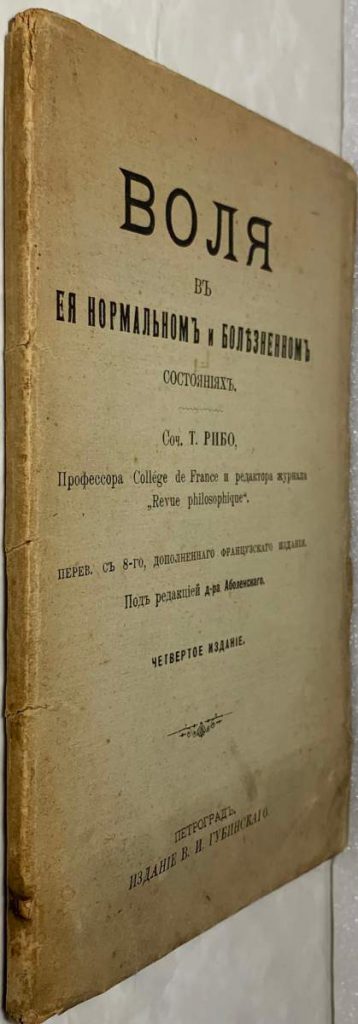 ВОЛЯ
ВЪ
ЕЯ НОРМАЛЬНОМЪ и БОЛѢЗНЕННОМЪ
СОСТОЯНІЯХЪ.
Соч. Т. РИБО,
Профессора Collége de France и редактора журнала
„Revue philosophique“.
ПЕРЕВ. СЪ 8-ГО, ДОПОЛНЕННАГО ФРАНЦУЗСКАГО ИЗДАНІЯ.
Подъ редакціей д-ра Аболенскаго.
ЧЕТВЕРТОЕ ИЗДАНІЕ.
ПЕТРОГРАДЪ.
ИЗДАНІЕ В. И. ГУБИНСКАГО.